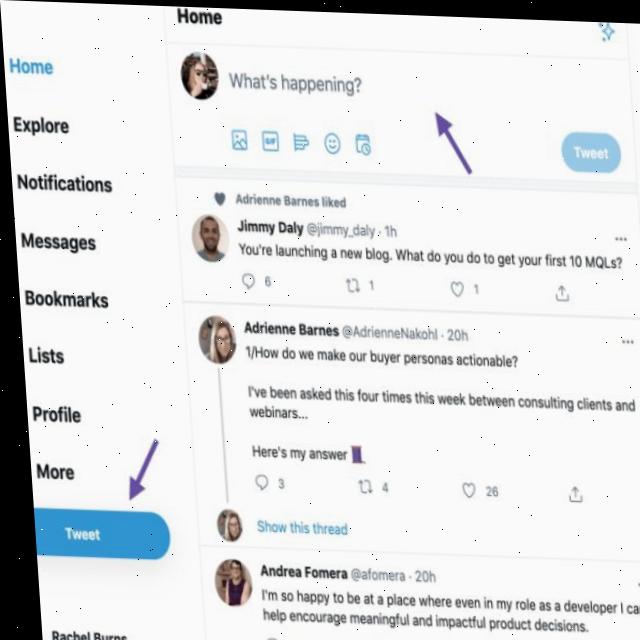 Home
Home
What's happening?
Explore
GIF
Tweet
Notifications
Adrienne Barnes liked
Jimmy Daly @jimmy_daly · 1h
You're launching a new blog. What do you do to get your first 10 MQLs?
Messages
6 1 1
Bookmarks
Adrienne Barnes @AdrienneNakohl · 20h
1/How do we make our buyer personas actionable?
Lists
I've been asked this four times this week between consulting clients and
webinars...
Profile
Here's my answer
More
3 4 26
Tweet
Show this thread
Andrea Fomera @afomera · 20h
I'm so happy to be at a place where even in my role as a developer I ca
help encourage meaningful and impactful product decisions.
Rachel Burns